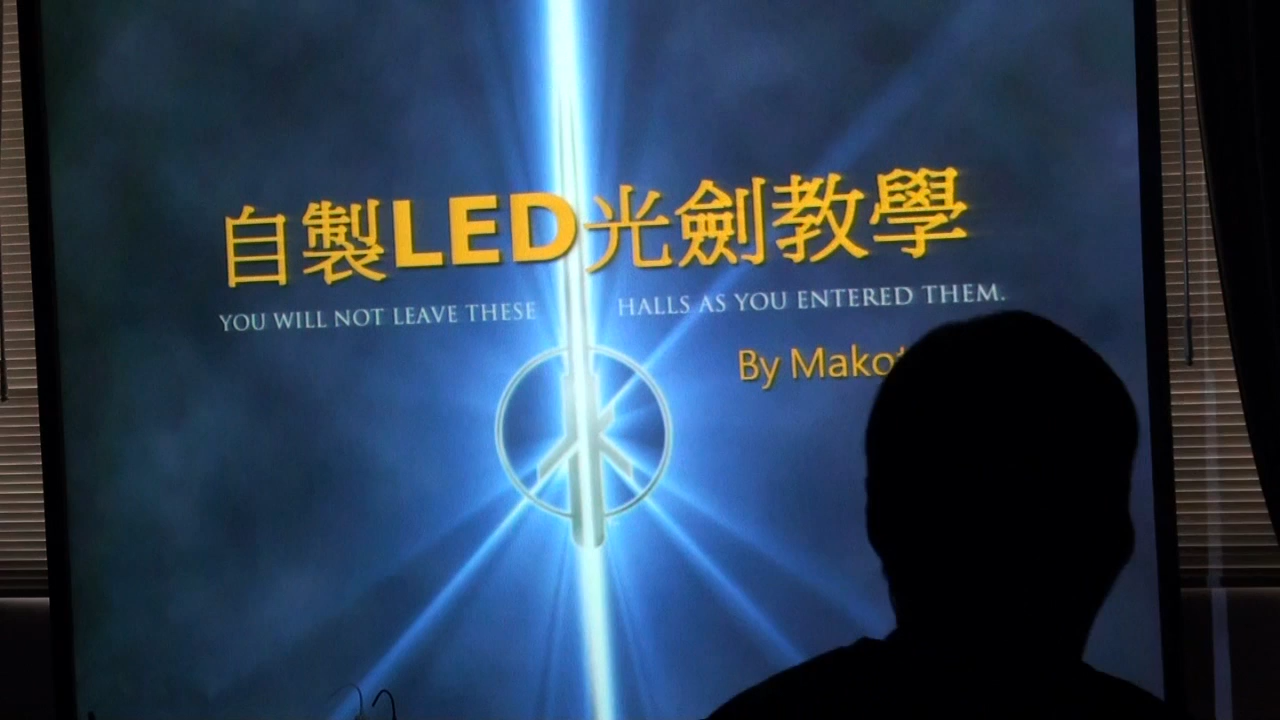 自製LED光劍教學
YOU WILL NOT LEAVE THESE HALLS AS YOU ENTERED THEM.
By